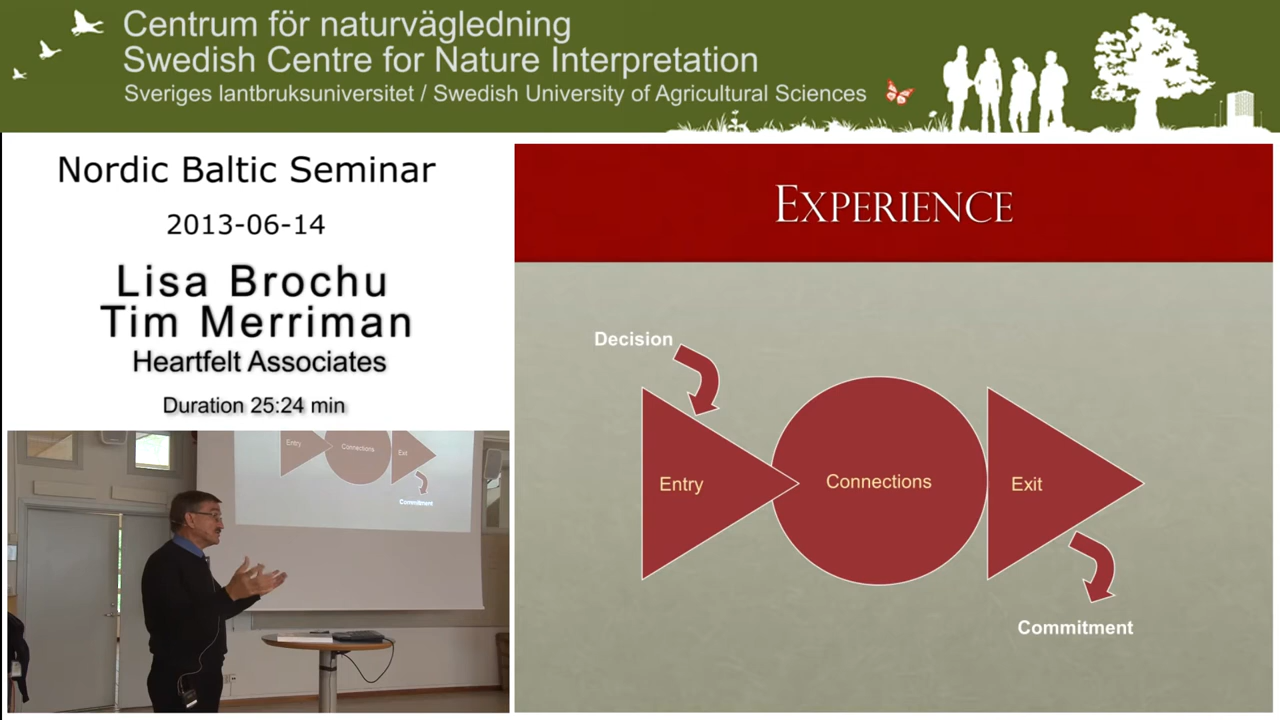 Centrum för naturvägledning
Swedish Centre for Nature Interpretation
Sveriges lantbruksuniversitet / Swedish University of Agricultural Sciences
Nordic Baltic Seminar
2013-06-14
Lisa Brochu
Tim Merriman
Heartfelt Associates
Duration 25:24 min
Entry
Connections
Exit
Commitment
EXPERIENCE
Decision
Entry
Connections
Exit
Commitment